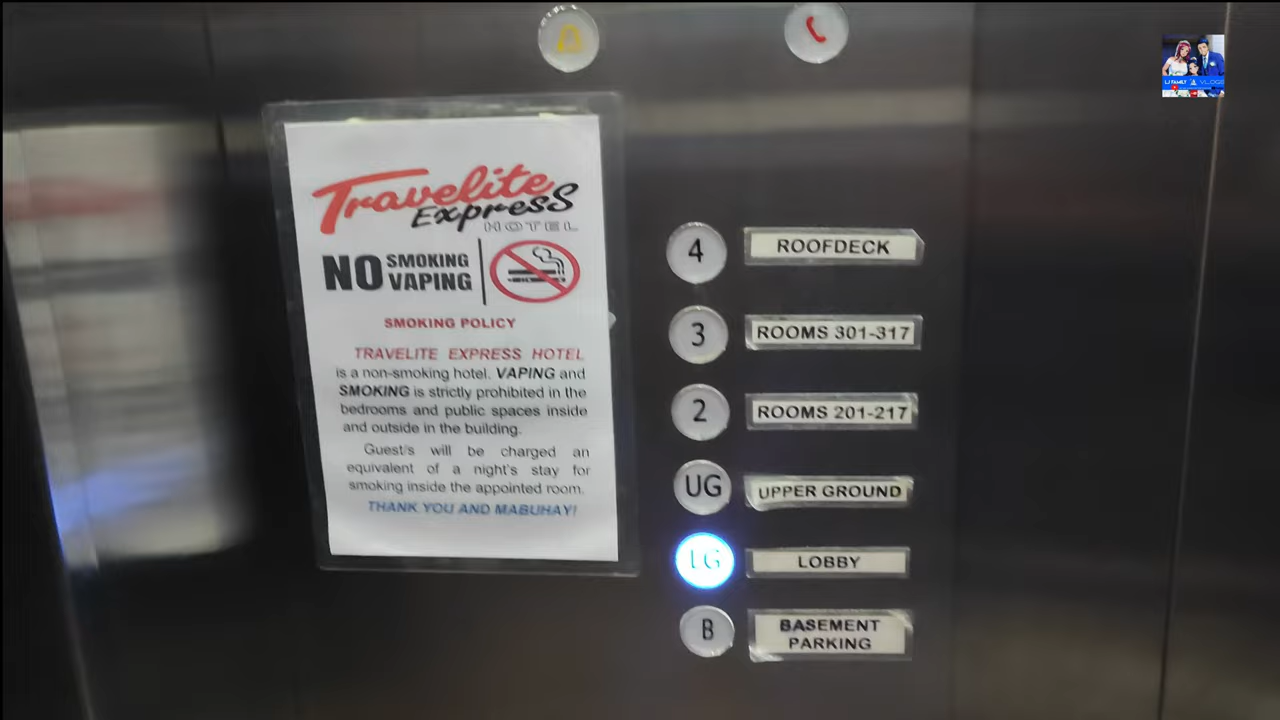 Travelite
Express
HOTEL
NO SMOKING
VAPING
SMOKING POLICY
TRAVELITE EXPRESS HOTEL
is a non-smoking hotel. VAPING and
SMOKING is strictly prohibited in the
bedrooms and public spaces inside
and outside in the building.
Guest/s will be charged an
equivalent of a night's stay for
smoking inside the appointed room.
THANK YOU AND MABUHAY!
4 ROOFDECK
3 ROOMS 301-317
2 ROOMS 201-217
UG UPPER GROUND
LG LOBBY
B BASEMENT
PARKING
LJ FAMILY VLOGS